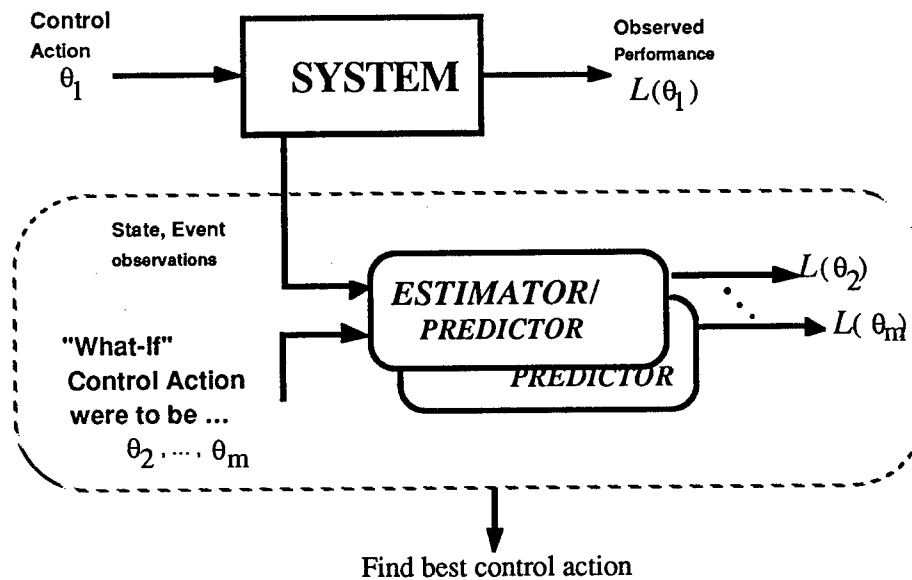 Control
Action
θ1
SYSTEM
Observed
Performance
L(θ1)
State, Event
observations
ESTIMATOR/
PREDICTOR
PREDICTOR
L(θ2)
L(θm)
"What-If"
Control Action
were to be ...
θ2, ..., θm
Find best control action